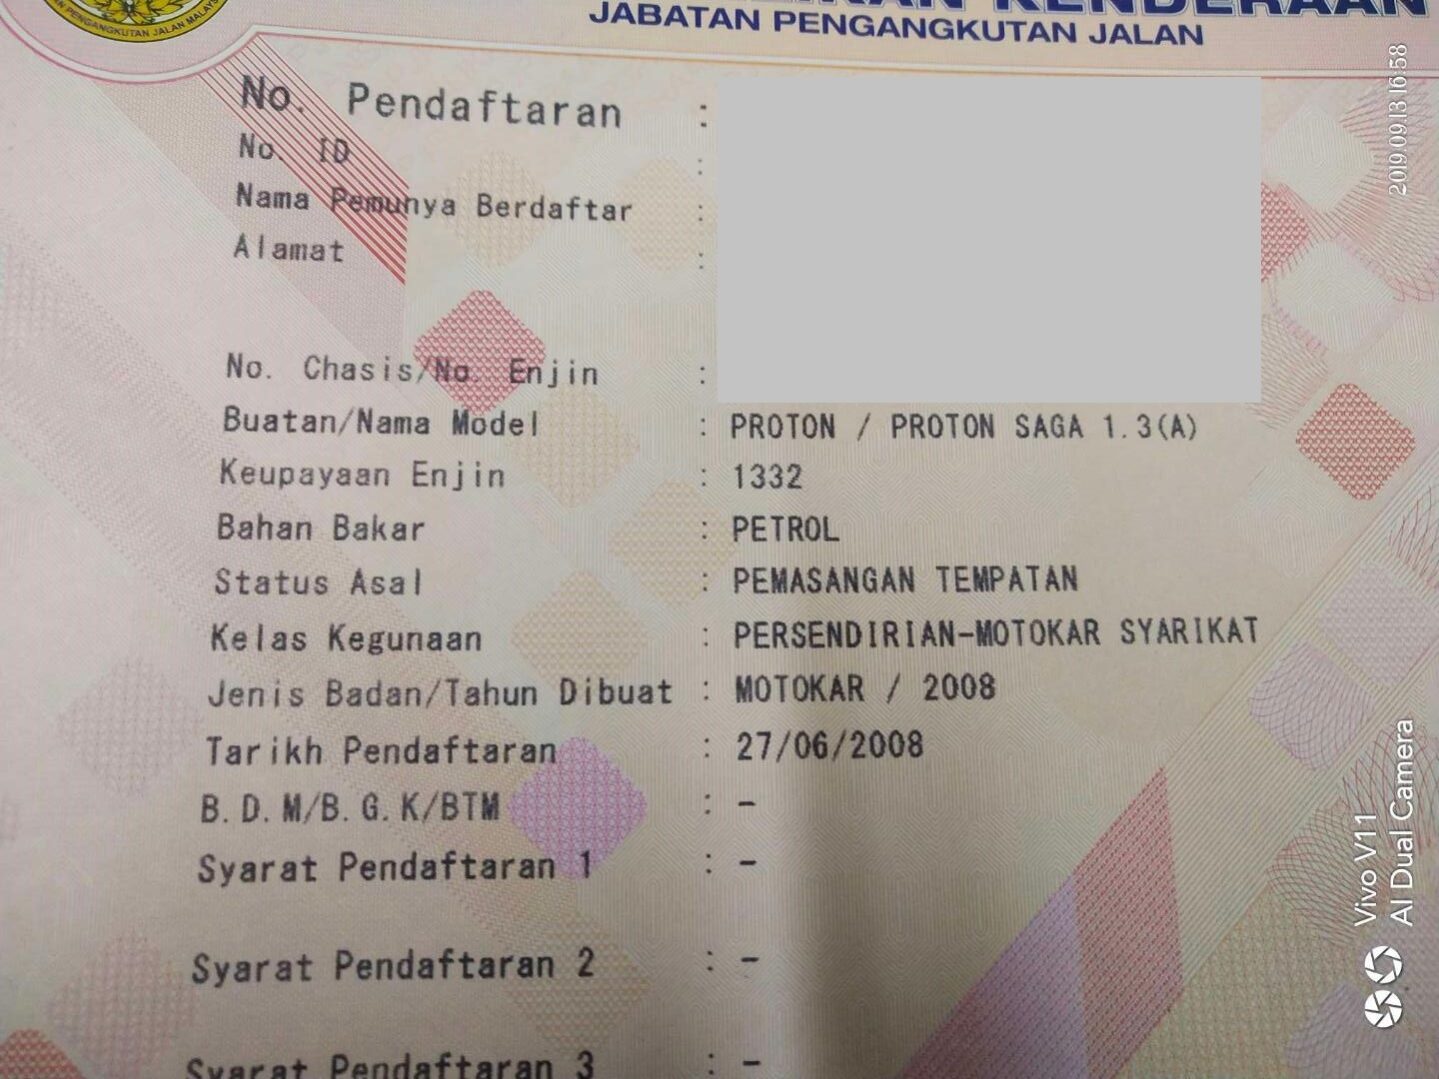 PENGANGKUTAN JALAN
KENDERAAN
JABATAN PENGANGKUTAN JALAN
No. Pendaftaran :
No. ID :
Nama Pemunya Berdaftar :
Alamat :
No. Chasis/No. Enjin :
Buatan/Nama Model : PROTON / PROTON SAGA 1.3(A)
Keupayaan Enjin : 1332
Bahan Bakar : PETROL
Status Asal : PEMASANGAN TEMPATAN
Kelas Kegunaan : PERSENDIRIAN-MOTOKAR SYARIKAT
Jenis Badan/Tahun Dibuat : MOTOKAR / 2008
Tarikh Pendaftaran : 27/06/2008
B.D.M/B.G.K/BTM : -
Syarat Pendaftaran 1 : -
Syarat Pendaftaran 2 : -
Syarat Pendaftaran 3 : -
2019.09.13 16:58
Vivo V11
AI Dual Camera